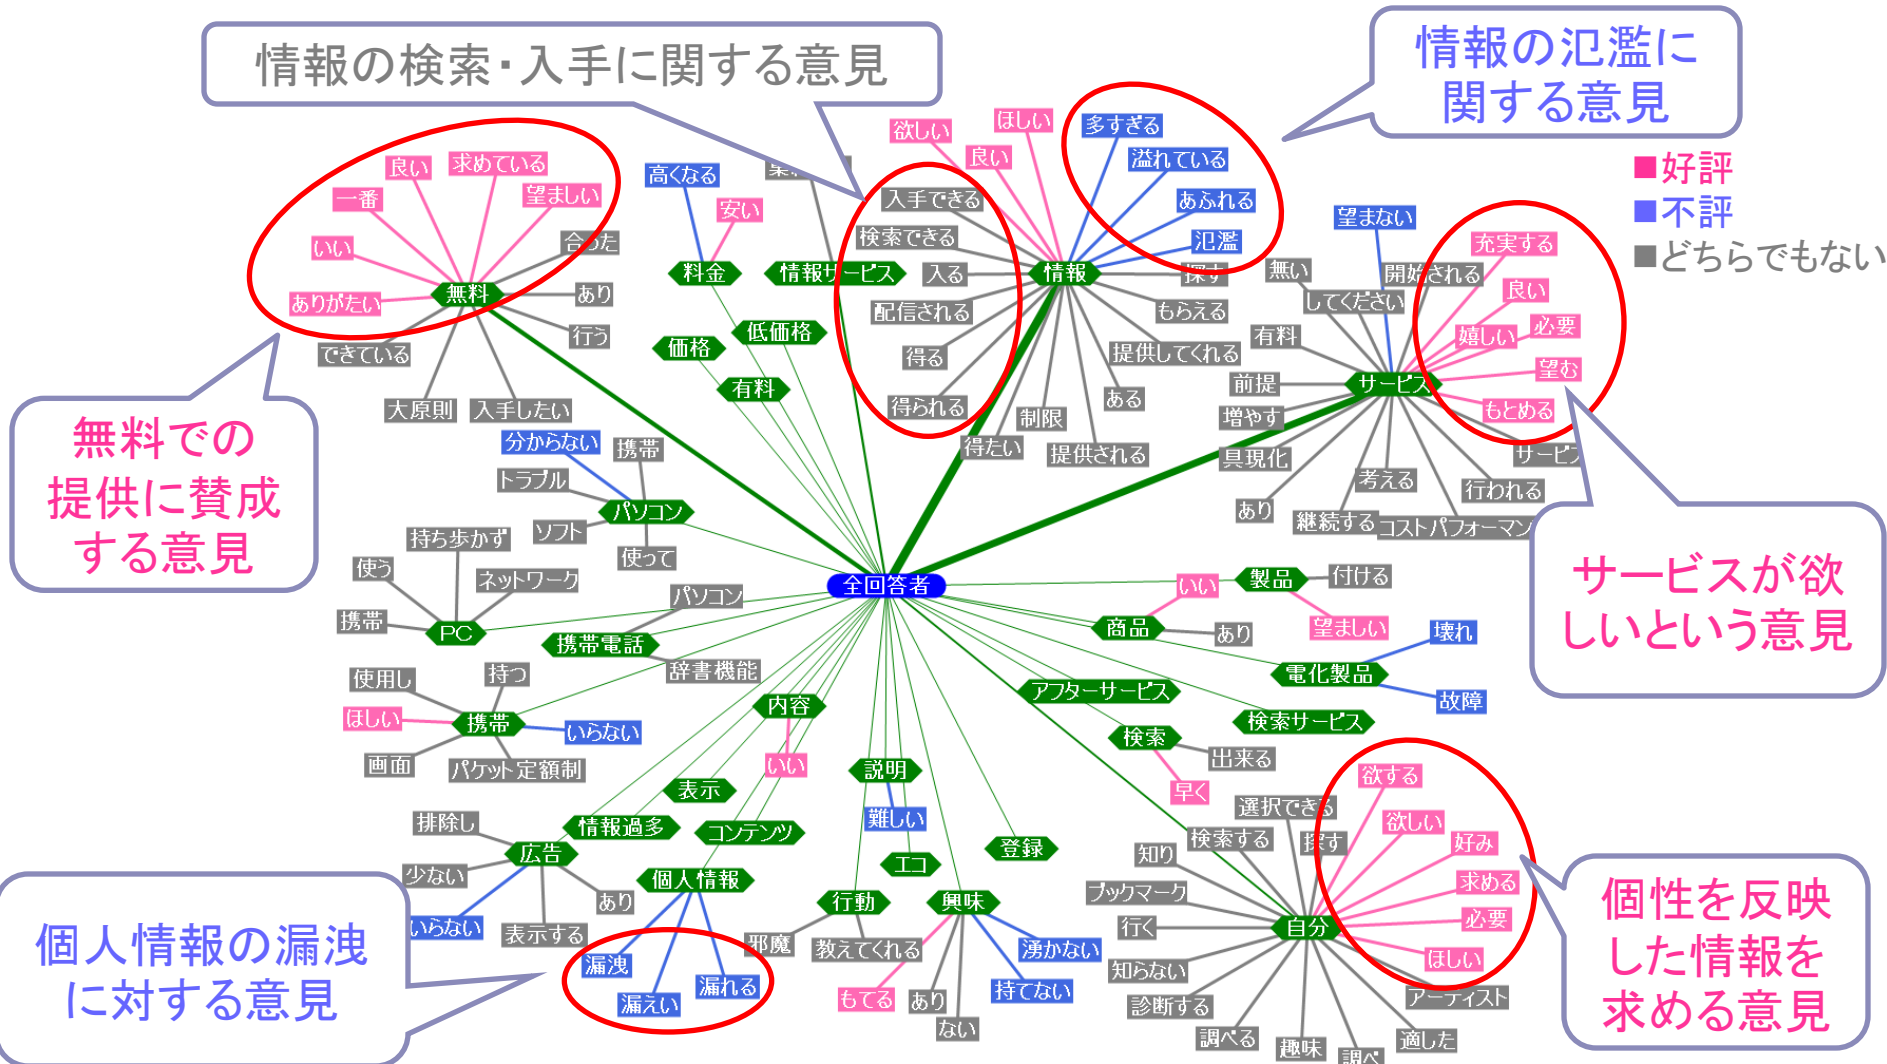 情報の検索・入手に関する意見
情報の氾濫に
関する意見
■好評
■不評
■どちらでもない
無料での
提供に賛成
する意見
サービスが欲
しいという意見
個人情報の漏洩
に対する意見
個性を反映
した情報を
求める意見
全回答者
無料
良い
求めている
望ましい
一番
いい
ありがたい
合った
あり
行う
できている
大原則
入手したい
料金
高くなる
安い
情報サービス
価格
低価格
有料
情報
欲しい
ほしい
良い
多すぎる
溢れている
あふれる
氾濫
入手できる
検索できる
入る
配信される
得る
得られる
得たい
制限
提供される
ある
提供してくれる
もらえる
探す
サービス
望まない
充実する
無い
開始される
してください
良い
嬉しい
必要
望む
もとめる
有料
前提
増やす
具現化
あり
継続する
考える
コストパフォーマン
行われる
サービス
パソコン
分からない
携帯
トラブル
ソフト
使って
PC
持ち歩かず
使う
ネットワーク
携帯
携帯電話
パソコン
辞書機能
携帯
使用し
持つ
ほしい
いらない
画面
パケット定額制
内容
いい
表示
情報過多
コンテンツ
広告
排除し
少ない
いらない
表示する
あり
個人情報
漏洩
漏えい
漏れる
説明
難しい
エコ
行動
邪魔
教えてくれる
興味
もてる
あり
ない
持てない
湧かない
登録
製品
付ける
望ましい
商品
いい
あり
電化製品
壊れ
故障
アフターサービス
検索サービス
検索
出来る
早く
自分
欲する
欲しい
好み
求める
必要
ほしい
選択できる
検索する
探す
知り
ブックマーク
行く
知らない
診断する
調べる
趣味
調べ
適した
アーティスト